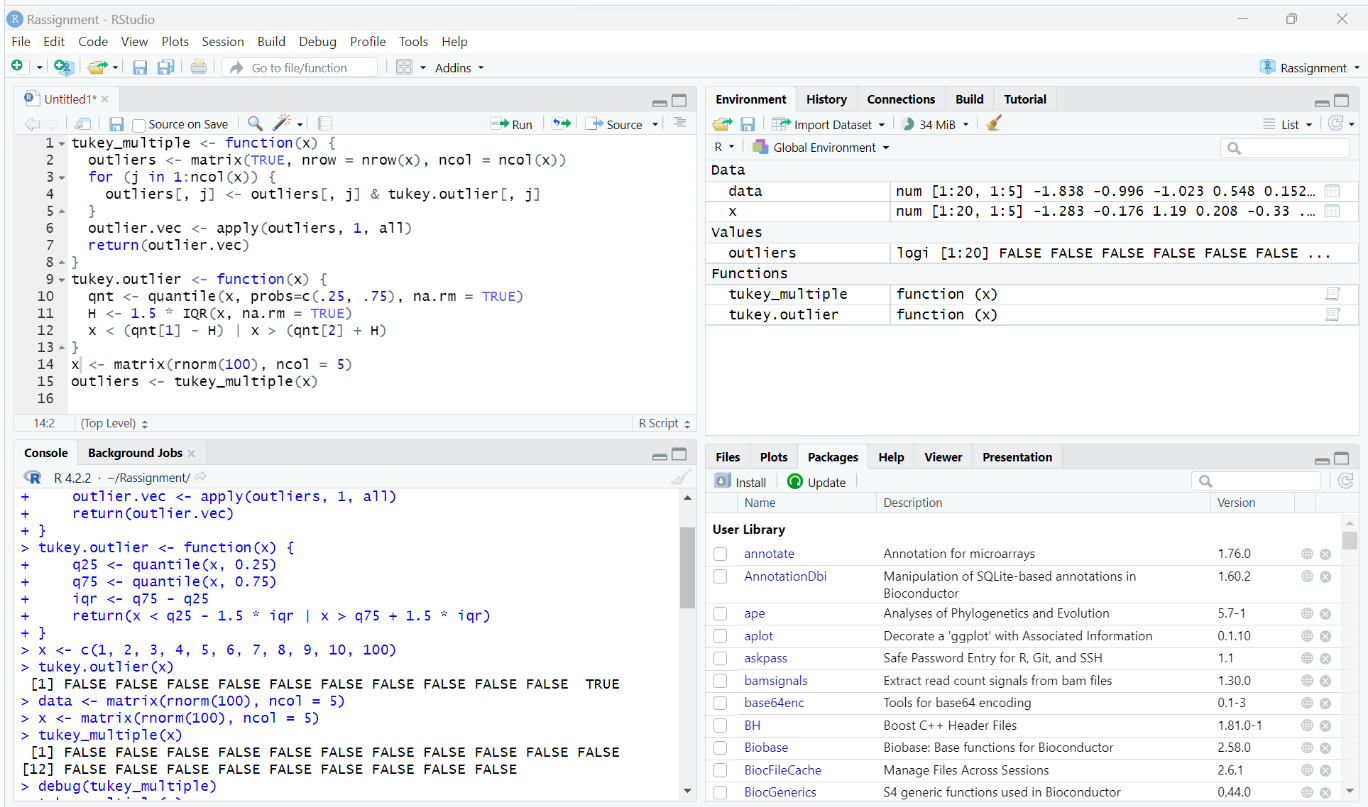 Rassignment - RStudio
File Edit Code View Plots Session Build Debug Profile Tools Help
Go to file/function Addins Rassignment
Untitled1*
Source on Save Run Source
1 tukey_multiple <- function(x) {
2 outliers <- matrix(TRUE, nrow = nrow(x), ncol = ncol(x))
3 for (j in 1:ncol(x)) {
4 outliers[, j] <- outliers[, j] & tukey.outlier[, j]
5 }
6 outlier.vec <- apply(outliers, 1, all)
7 return(outlier.vec)
8 }
9 tukey.outlier <- function(x) {
10 qnt <- quantile(x, probs=c(.25, .75), na.rm = TRUE)
11 H <- 1.5 * IQR(x, na.rm = TRUE)
12 x < (qnt[1] - H) | x > (qnt[2] + H)
13 }
14 x <- matrix(rnorm(100), ncol = 5)
15 outliers <- tukey_multiple(x)
16
14:2 (Top Level) R Script
Console Background Jobs
R 4.2.2 · ~/Rassignment/
+ outlier.vec <- apply(outliers, 1, all)
+ return(outlier.vec)
+ }
> tukey.outlier <- function(x) {
+ q25 <- quantile(x, 0.25)
+ q75 <- quantile(x, 0.75)
+ iqr <- q75 - q25
+ return(x < q25 - 1.5 * iqr | x > q75 + 1.5 * iqr)
+ }
> x <- c(1, 2, 3, 4, 5, 6, 7, 8, 9, 10, 100)
> tukey.outlier(x)
[1] FALSE FALSE FALSE FALSE FALSE FALSE FALSE FALSE FALSE FALSE TRUE
> data <- matrix(rnorm(100), ncol = 5)
> x <- matrix(rnorm(100), ncol = 5)
> tukey_multiple(x)
[1] FALSE FALSE FALSE FALSE FALSE FALSE FALSE FALSE FALSE FALSE FALSE
[12] FALSE FALSE FALSE FALSE FALSE FALSE FALSE FALSE FALSE
> debug(tukey_multiple)
Environment History Connections Build Tutorial
Import Dataset 34 MiB List
R Global Environment
Data
data num [1:20, 1:5] -1.838 -0.996 -1.023 0.548 0.152…
x num [1:20, 1:5] -1.283 -0.176 1.19 0.208 -0.33 ...
Values
outliers logi [1:20] FALSE FALSE FALSE FALSE FALSE FALSE ...
Functions
tukey_multiple function (x)
tukey.outlier function (x)
Files Plots Packages Help Viewer Presentation
Install Update
Name Description Version
User Library
annotate Annotation for microarrays 1.76.0
AnnotationDbi Manipulation of SQLite-based annotations in 1.60.2
Bioconductor
ape Analyses of Phylogenetics and Evolution 5.7-1
aplot Decorate a 'ggplot' with Associated Information 0.1.10
askpass Safe Password Entry for R, Git, and SSH 1.1
bamsignals Extract read count signals from bam files 1.30.0
base64enc Tools for base64 encoding 0.1-3
BH Boost C++ Header Files 1.81.0-1
Biobase Biobase: Base functions for Bioconductor 2.58.0
BiocFileCache Manage Files Across Sessions 2.6.1
BiocGenerics S4 generic functions used in Bioconductor 0.44.0